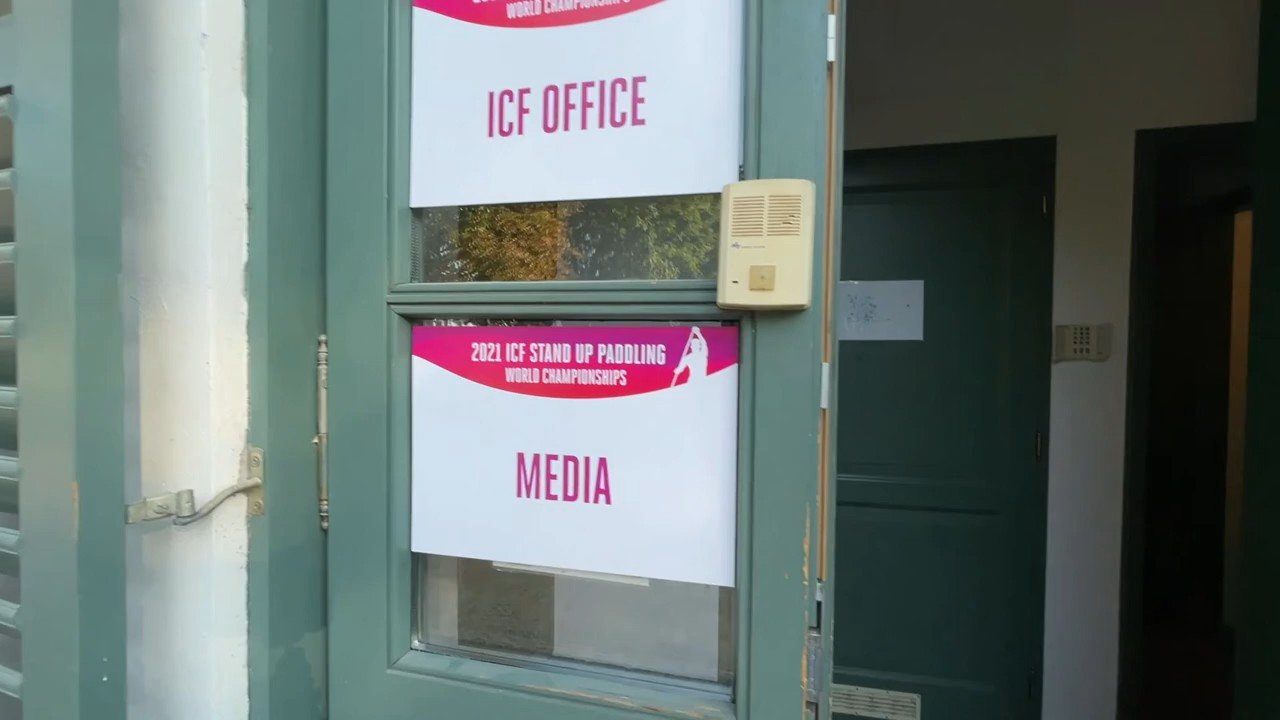 WORLD CHAMPIONSHIPS
ICF OFFICE
2021 ICF STAND UP PADDLING
WORLD CHAMPIONSHIPS
MEDIA